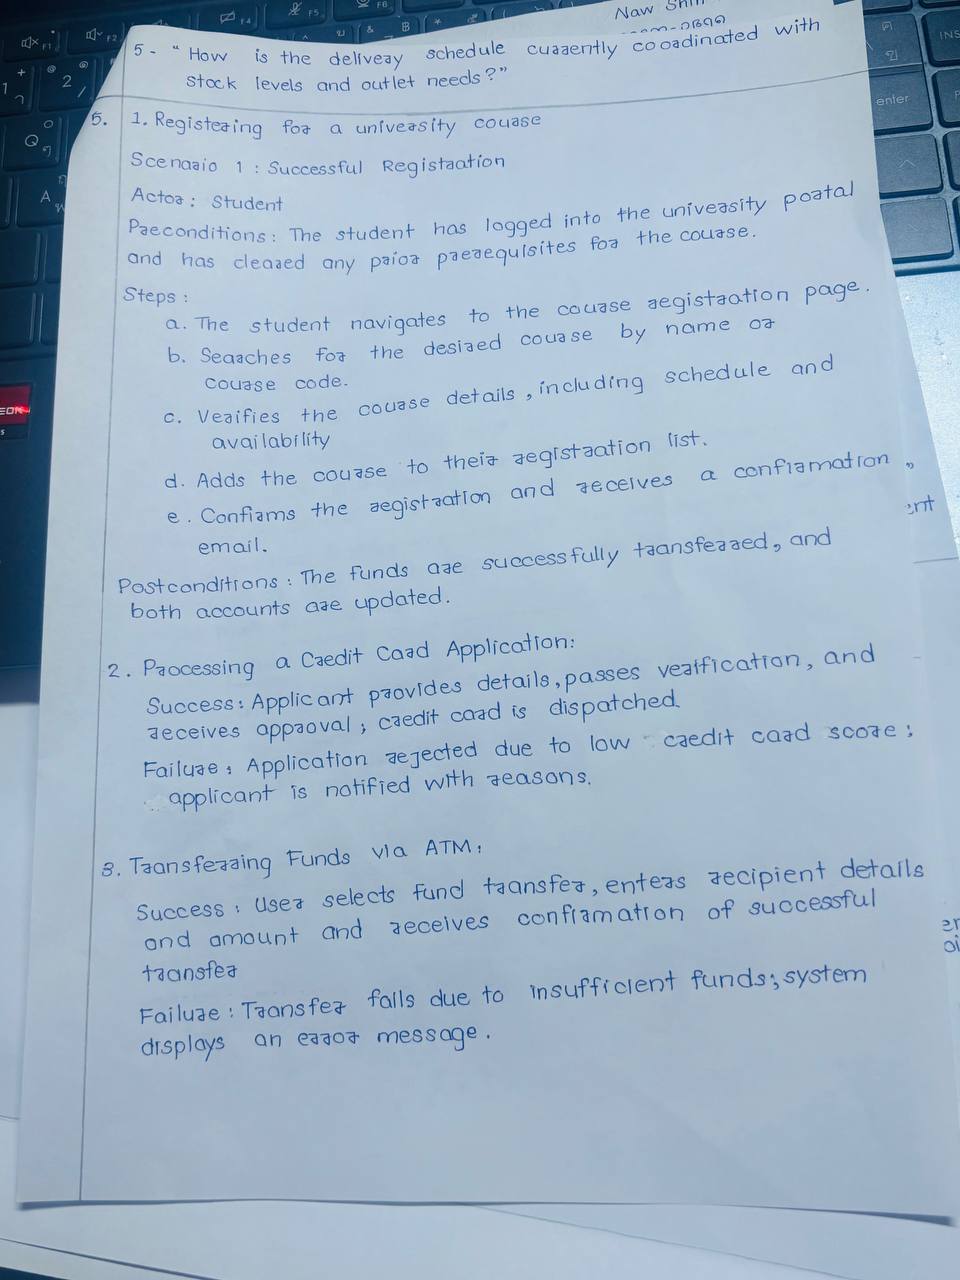 Naw
5 - " How is the delivery schedule currently cooordinated with
stock levels and outlet needs?"
5. 1. Registering for a university course
Scenario 1 : Successful Registration
Actor : Student
Preconditions : The student has logged into the university portal
and has cleared any prior prerequisites for the course.
Steps :
a. The student navigates to the course registration page.
b. Searches for the desired course by name or
course code.
c. Verifies the course details, including schedule and
availability
d. Adds the course to their registration list.
e. Confirms the registration and receives a confirmation
email.
Postconditions : The funds are successfully transferred, and
both accounts are updated.
2. Processing a Credit Card Application:
Success : Applicant provides details, passes verification, and
receives approval ; credit card is dispatched.
Failure : Application rejected due to low credit card score ;
applicant is notified with reasons.
3. Transferring Funds via ATM :
Success : User selects fund transfer, enters recipient details
and amount and receives confirmation of successful
transfer
Failure : Transfer fails due to insufficient funds; system
displays an error message.